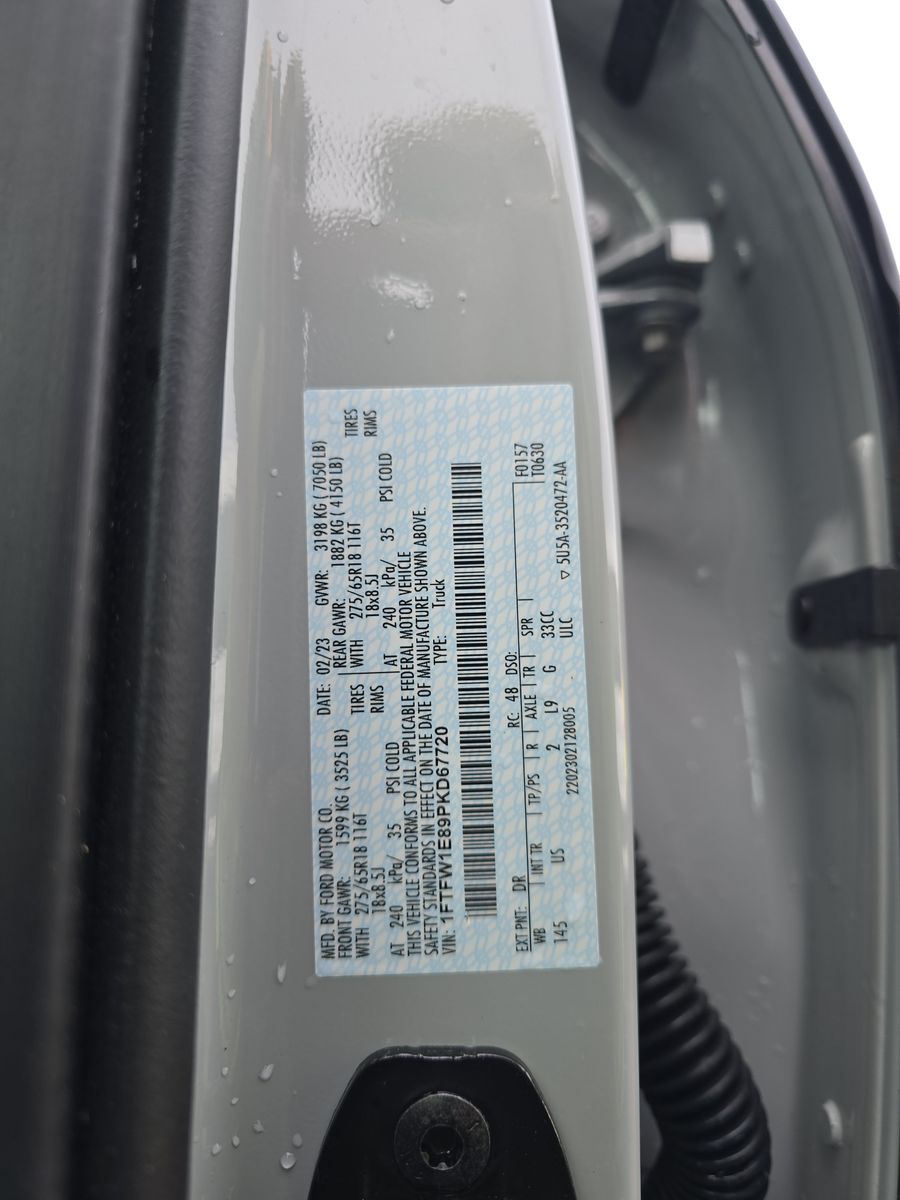 MFD. BY FORD MOTOR CO.
DATE: 02/23 GVWR: 3198 KG ( 7050 LB)
FRONT GAWR: 1599 KG ( 3525 LB) REAR GAWR: 1882 KG ( 4150 LB)
WITH 275/65R18 116T TIRES WITH 275/65R18 116T TIRES
18x8.5J RIMS 18x8.5J RIMS
AT 240 kPa/ 35 PSI COLD AT 240 kPa/ 35 PSI COLD
THIS VEHICLE CONFORMS TO ALL APPLICABLE FEDERAL MOTOR VEHICLE
SAFETY STANDARDS IN EFFECT ON THE DATE OF MANUFACTURE SHOWN ABOVE.
VIN: 1FTFW1E89PKD67720 TYPE: Truck
F0157
EXT PNT: DR RC: 48 DSO: T0630
WB INT TR TP/PS R AXLE TR SPR
145 US 2 L9 G 33CC
ULC ▽ 5U5A-3520472-AA
2202302128005